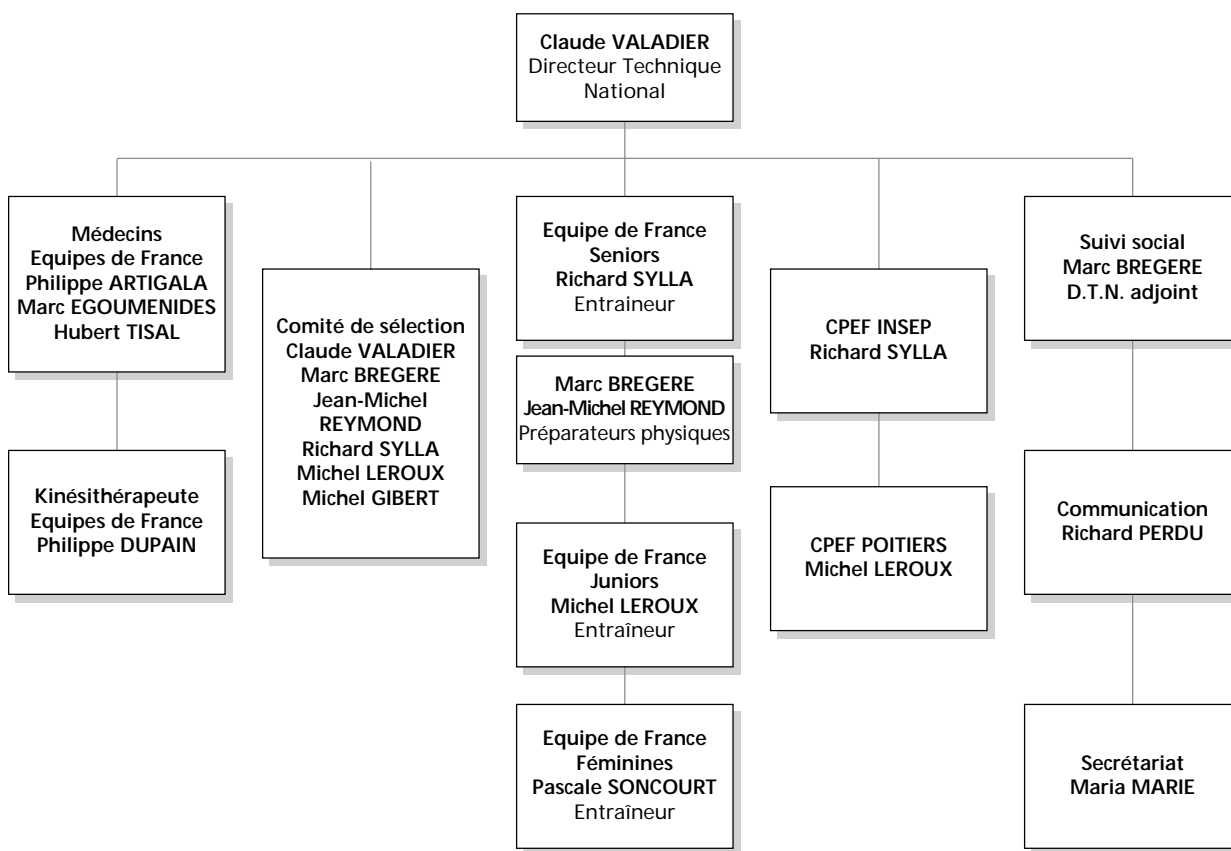 Claude VALADIER
Directeur Technique
National
Médecins
Equipes de France
Philippe ARTIGALA
Marc EGOUMENIDES
Hubert TISAL
Kinésithérapeute
Equipes de France
Philippe DUPAIN
Comité de sélection
Claude VALADIER
Marc BREGERE
Jean-Michel
REYMOND
Richard SYLLA
Michel LEROUX
Michel GIBERT
Equipe de France
Seniors
Richard SYLLA
Entraineur
Marc BREGERE
Jean-Michel REYMOND
Préparateurs physiques
Equipe de France
Juniors
Michel LEROUX
Entraîneur
Equipe de France
Féminines
Pascale SONCOURT
Entraîneur
CPEF INSEP
Richard SYLLA
CPEF POITIERS
Michel LEROUX
Suivi social
Marc BREGERE
D.T.N. adjoint
Communication
Richard PERDU
Secrétariat
Maria MARIE